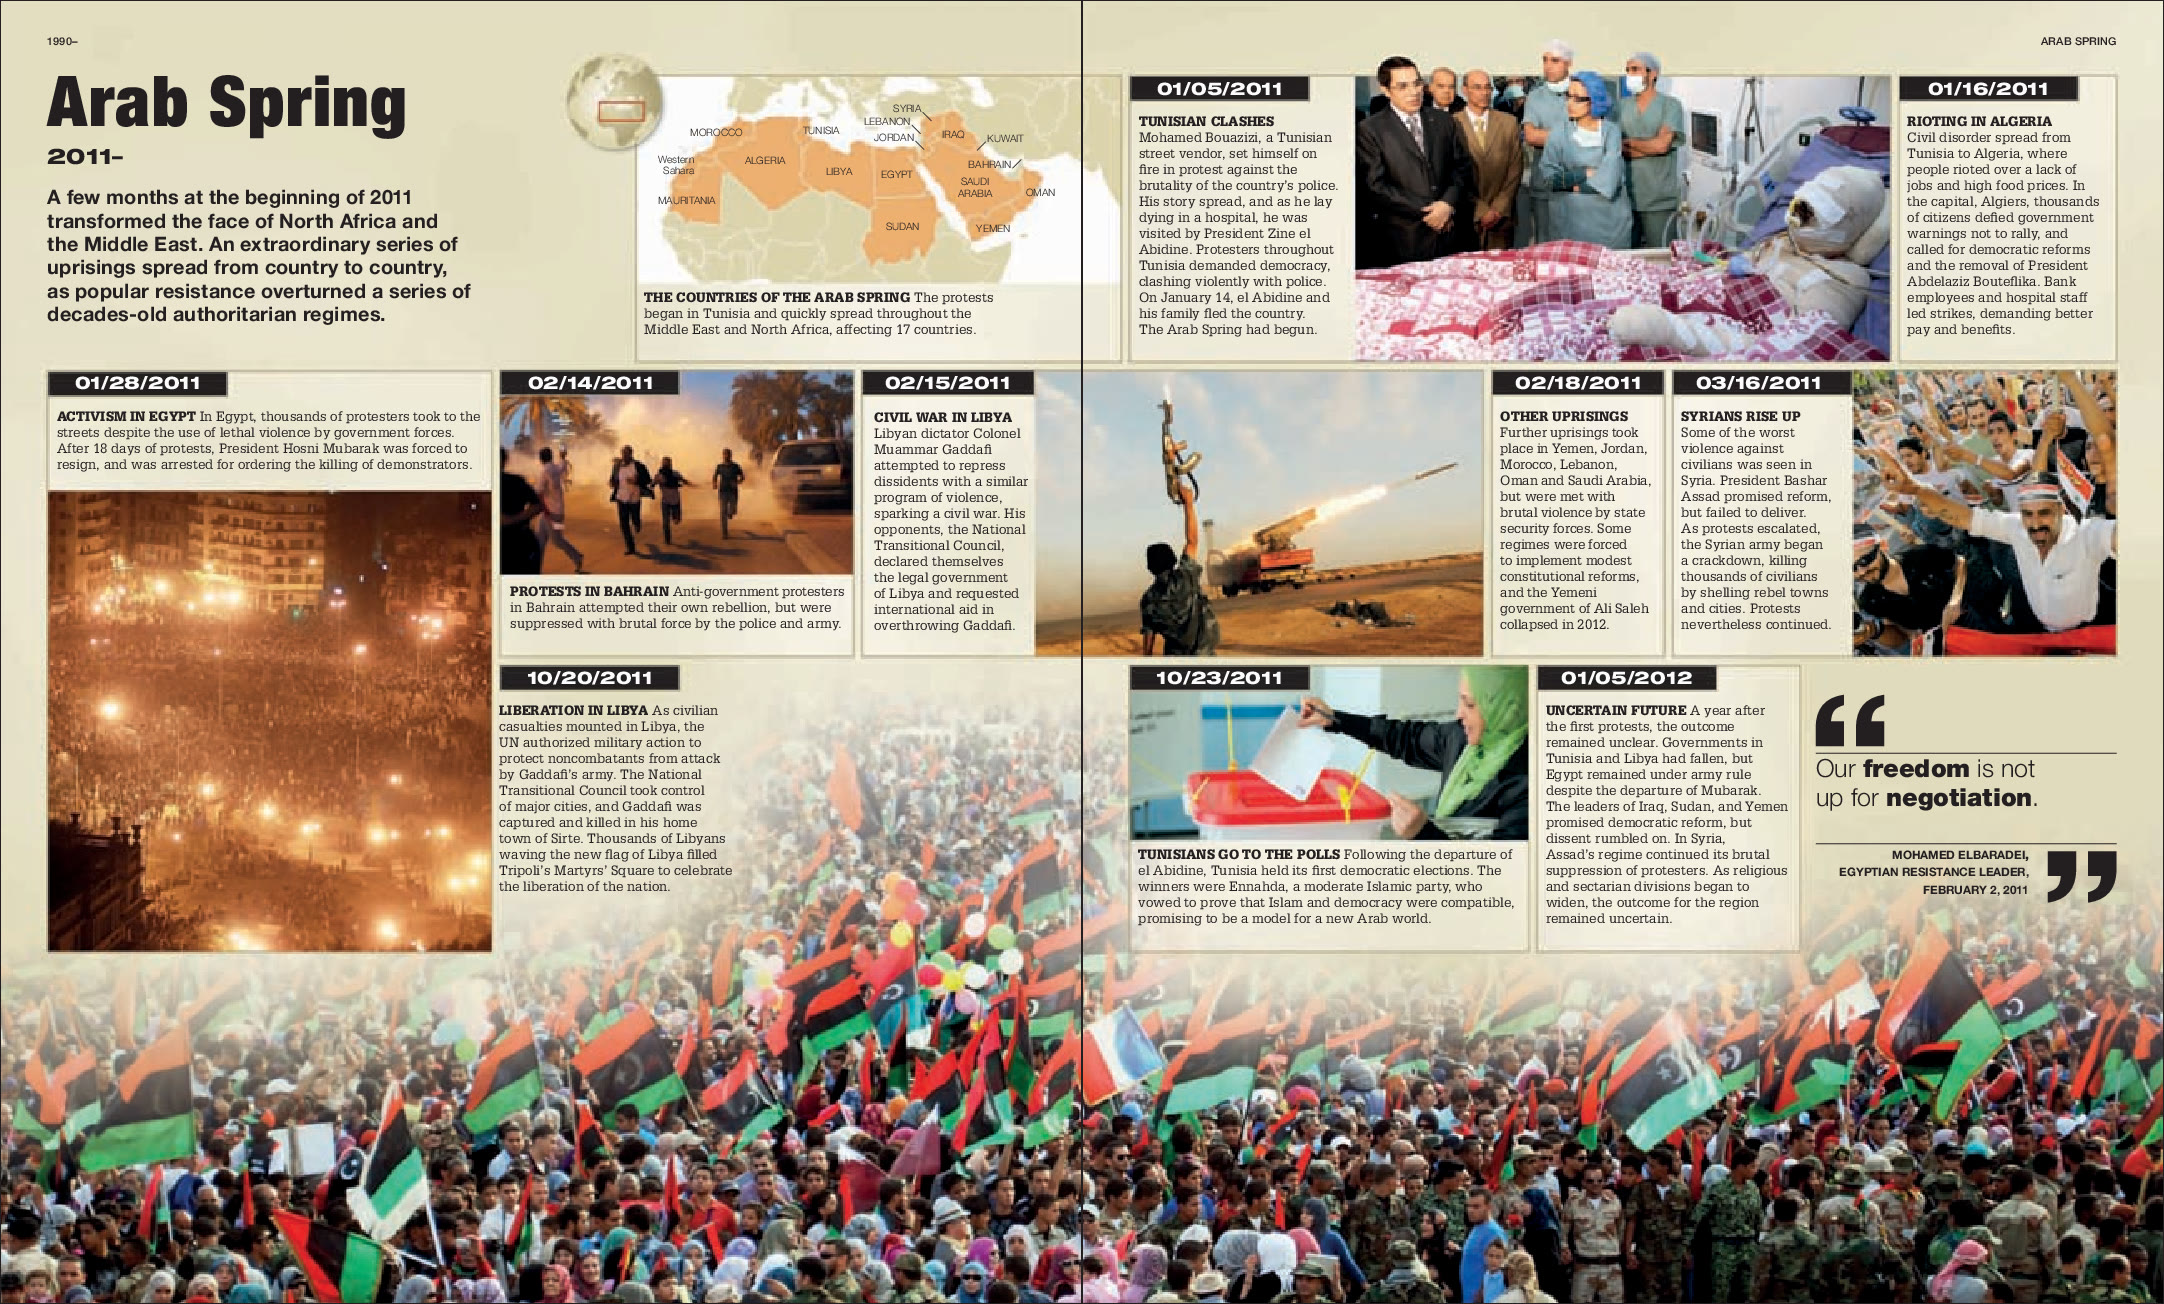 1990–
ARAB SPRING
Arab Spring
2011–
A few months at the beginning of 2011
transformed the face of North Africa and
the Middle East. An extraordinary series of
uprisings spread from country to country,
as popular resistance overturned a series of
decades-old authoritarian regimes.
MOROCCO
Western
Sahara
MAURITANIA
ALGERIA
TUNISIA
LIBYA
EGYPT
SUDAN
SYRIA
LEBANON
JORDAN
IRAQ
KUWAIT
BAHRAIN
SAUDI
ARABIA
OMAN
YEMEN
THE COUNTRIES OF THE ARAB SPRING The protests
began in Tunisia and quickly spread throughout the
Middle East and North Africa, affecting 17 countries.
01/05/2011
TUNISIAN CLASHES
Mohamed Bouazizi, a Tunisian
street vendor, set himself on
fire in protest against the
brutality of the country's police.
His story spread, and as he lay
dying in a hospital, he was
visited by President Zine el
Abidine. Protesters throughout
Tunisia demanded democracy,
clashing violently with police.
On January 14, el Abidine and
his family fled the country.
The Arab Spring had begun.
01/16/2011
RIOTING IN ALGERIA
Civil disorder spread from
Tunisia to Algeria, where
people rioted over a lack of
jobs and high food prices. In
the capital, Algiers, thousands
of citizens defied government
warnings not to rally, and
called for democratic reforms
and the removal of President
Abdelaziz Bouteflika. Bank
employees and hospital staff
led strikes, demanding better
pay and benefits.
01/28/2011
ACTIVISM IN EGYPT In Egypt, thousands of protesters took to the
streets despite the use of lethal violence by government forces.
After 18 days of protests, President Hosni Mubarak was forced to
resign, and was arrested for ordering the killing of demonstrators.
02/14/2011
PROTESTS IN BAHRAIN Anti-government protesters
in Bahrain attempted their own rebellion, but were
suppressed with brutal force by the police and army.
02/15/2011
CIVIL WAR IN LIBYA
Libyan dictator Colonel
Muammar Gaddafi
attempted to repress
dissidents with a similar
program of violence,
sparking a civil war. His
opponents, the National
Transitional Council,
declared themselves
the legal government
of Libya and requested
international aid in
overthrowing Gaddafi.
02/18/2011
OTHER UPRISINGS
Further uprisings took
place in Yemen, Jordan,
Morocco, Lebanon,
Oman and Saudi Arabia,
but were met with
brutal violence by state
security forces. Some
regimes were forced
to implement modest
constitutional reforms,
and the Yemeni
government of Ali Saleh
collapsed in 2012.
03/16/2011
SYRIANS RISE UP
Some of the worst
violence against
civilians was seen in
Syria. President Bashar
Assad promised reform,
but failed to deliver.
As protests escalated,
the Syrian army began
a crackdown, killing
thousands of civilians
by shelling rebel towns
and cities. Protests
nevertheless continued.
10/20/2011
LIBERATION IN LIBYA As civilian
casualties mounted in Libya, the
UN authorized military action to
protect noncombatants from attack
by Gaddafi's army. The National
Transitional Council took control
of major cities, and Gaddafi was
captured and killed in his home
town of Sirte. Thousands of Libyans
waving the new flag of Libya filled
Tripoli's Martyrs' Square to celebrate
the liberation of the nation.
10/23/2011
TUNISIANS GO TO THE POLLS Following the departure of
el Abidine, Tunisia held its first democratic elections. The
winners were Ennahda, a moderate Islamic party, who
vowed to prove that Islam and democracy were compatible,
promising to be a model for a new Arab world.
01/05/2012
UNCERTAIN FUTURE A year after
the first protests, the outcome
remained unclear. Governments in
Tunisia and Libya had fallen, but
Egypt remained under army rule
despite the departure of Mubarak.
The leaders of Iraq, Sudan, and Yemen
promised democratic reform, but
dissent rumbled on. In Syria,
Assad's regime continued its brutal
suppression of protesters. As religious
and sectarian divisions began to
widen, the outcome for the region
remained uncertain.
“
Our freedom is not
up for negotiation.
MOHAMED ELBARADEI,
EGYPTIAN RESISTANCE LEADER,
FEBRUARY 2, 2011
”